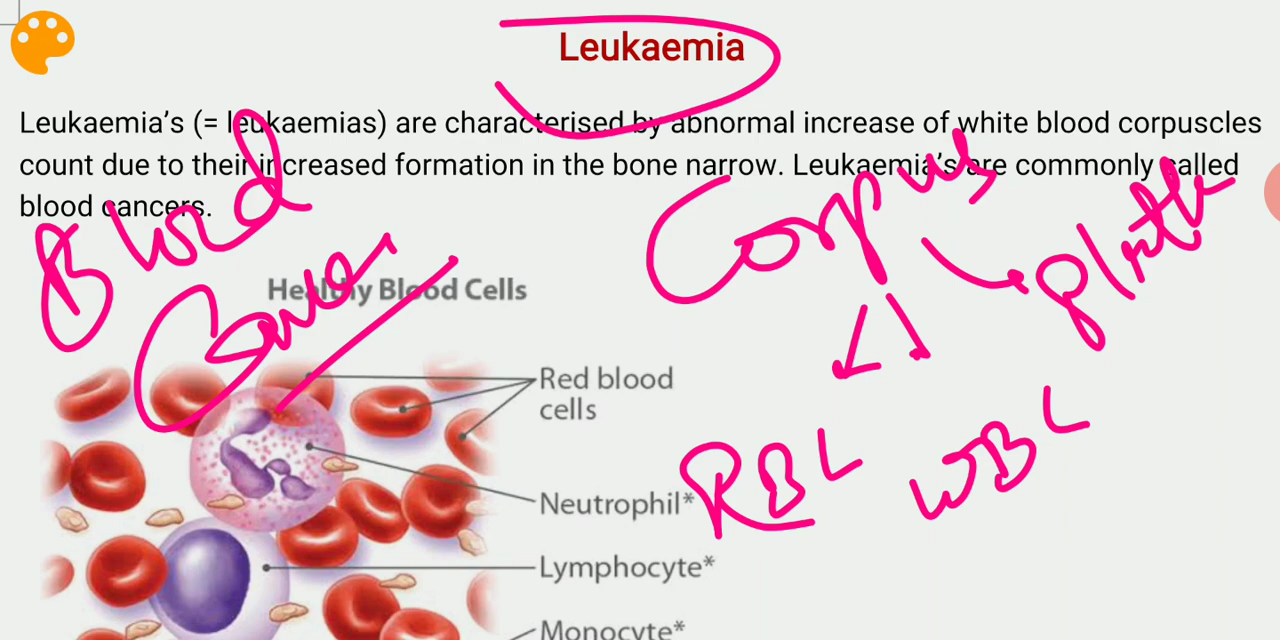 Leukaemia
Leukaemia's (= leukaemias) are characterised by abnormal increase of white blood corpuscles
count due to their increased formation in the bone narrow. Leukaemia's are commonly called
blood cancers.
Blood
Corpus
Healthy Blood Cells
Red blood
cells
RBC
WBC
Neutrophil*
Lymphocyte*
Monocyte*